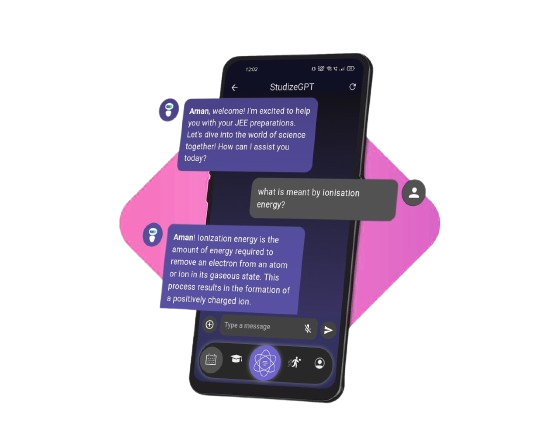 12:02
StudizeGPT
Aman, welcome! I'm excited to help
you with your JEE preparations.
Let's dive into the world of science
together! How can I assist you
today?
what is meant by Ionisation
energy?
Aman! Ionization energy is the
amount of energy required to
remove an electron from an atom
or ion in its gaseous state. This
process results in the formation of
a positively charged ion.
Type a message